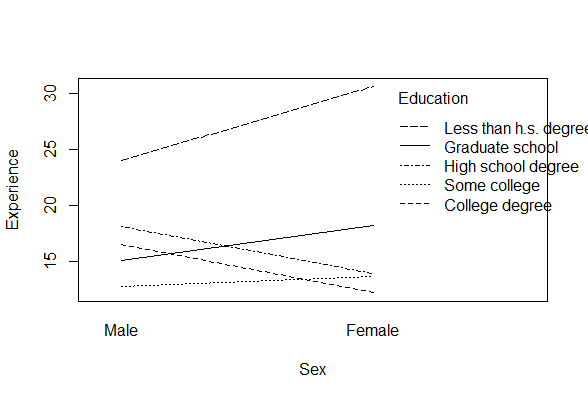 Experience
30
25
20
15
Education
Less than h.s. degree
Graduate school
High school degree
Some college
College degree
Male Female
Sex